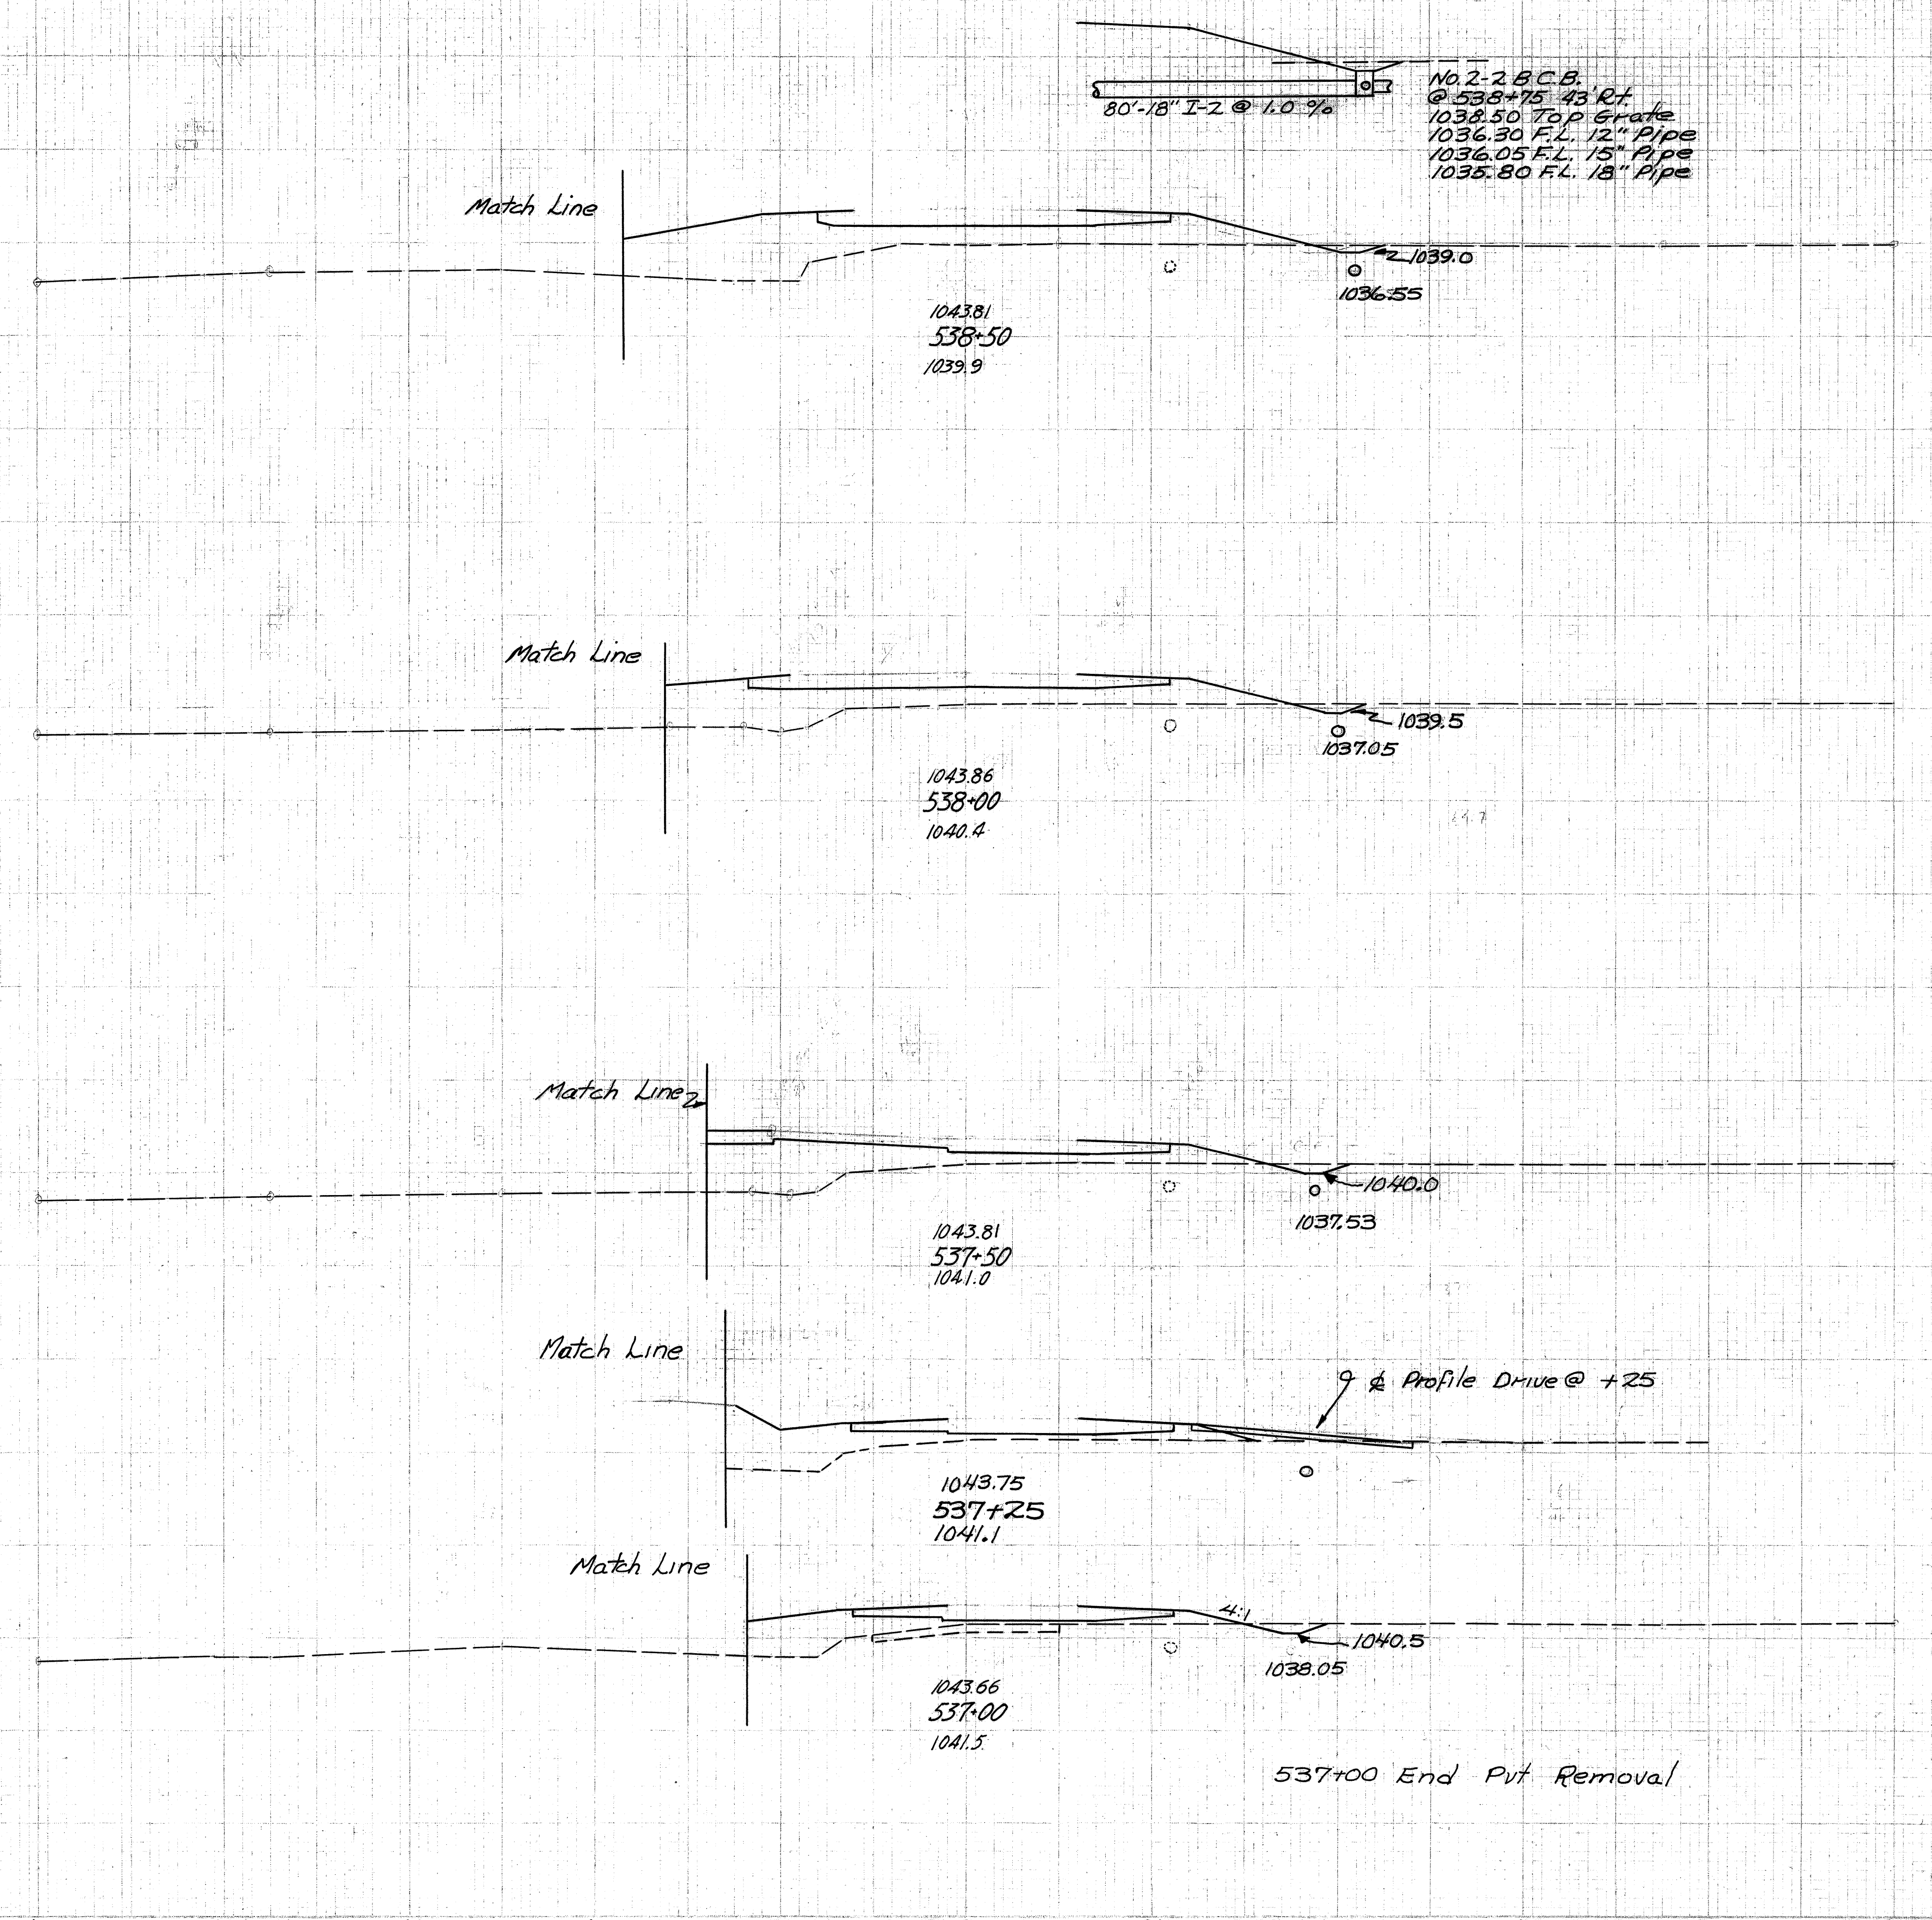 80'-18" I-2 @ 1.0 %
No. 2-2 B C.B.
@ 538+75 43' Rt.
1038.50 Top Grate
1036.30 F.L. 12" Pipe
1036.05 F.L. 15" Pipe
1035.80 F.L. 18" Pipe
Match Line
1039.0
1036.55
1043.81
538+50
1039.9
Match Line
1039.5
1037.05
1043.86
538+00
1040.4
Match Line
1040.0
1037.53
1043.81
537+50
1041.0
Match Line
℄ Profile Drive @ +25
1043.75
537+25
1041.1
Match Line
4:1
1040.5
1038.05
1043.66
537+00
1041.5
537+00 End Pvt Removal